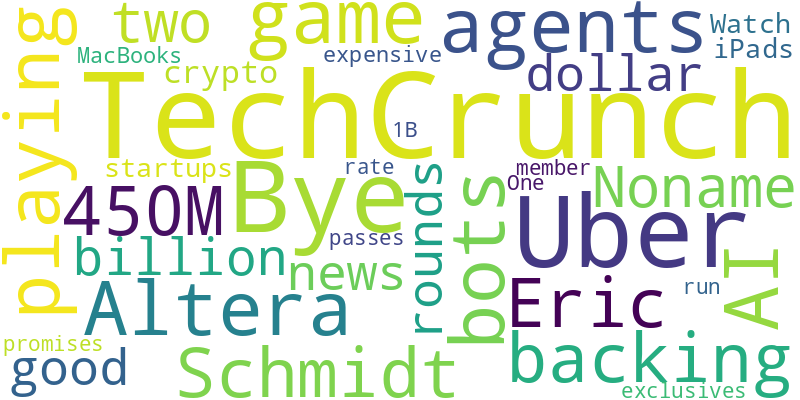 playing
two
game
agents
Watch
iPads
MacBooks
expensive
crypto
dollar
TechCrunch
1B
startups
rate
member
One
450M
Bye
rounds
bots
Noname
Uber
passes
billion
news
AI
Altera
Eric
run
promises
good
Schmidt
backing
exclusives